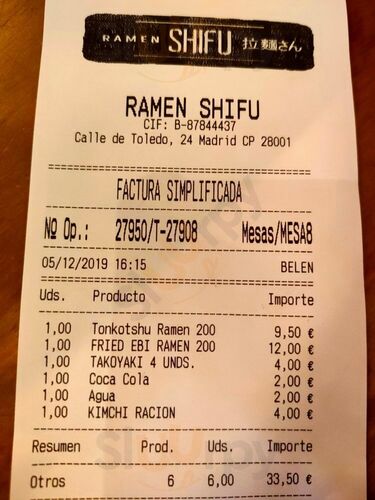 RAMEN SHIFU 拉麺さん
RAMEN SHIFU
CIF: B-87844437
Calle de Toledo, 24 Madrid CP 28001
FACTURA SIMPLIFICADA
Nº Op.: 27950/T-27908 Mesas/MESA8
05/12/2019 16:15 BELEN
Uds. Producto Importe
1,00 Tonkotshu Ramen 200 9,50 €
1,00 FRIED EBI RAMEN 200 12,00 €
1,00 TAKOYAKI 4 UNDS. 4,00 €
1,00 Coca Cola 2,00 €
1,00 Agua 2,00 €
1,00 KIMCHI RACION 4,00 €
Resumen Prod. Uds. Importe
Otros 6 6,00 33,50 €